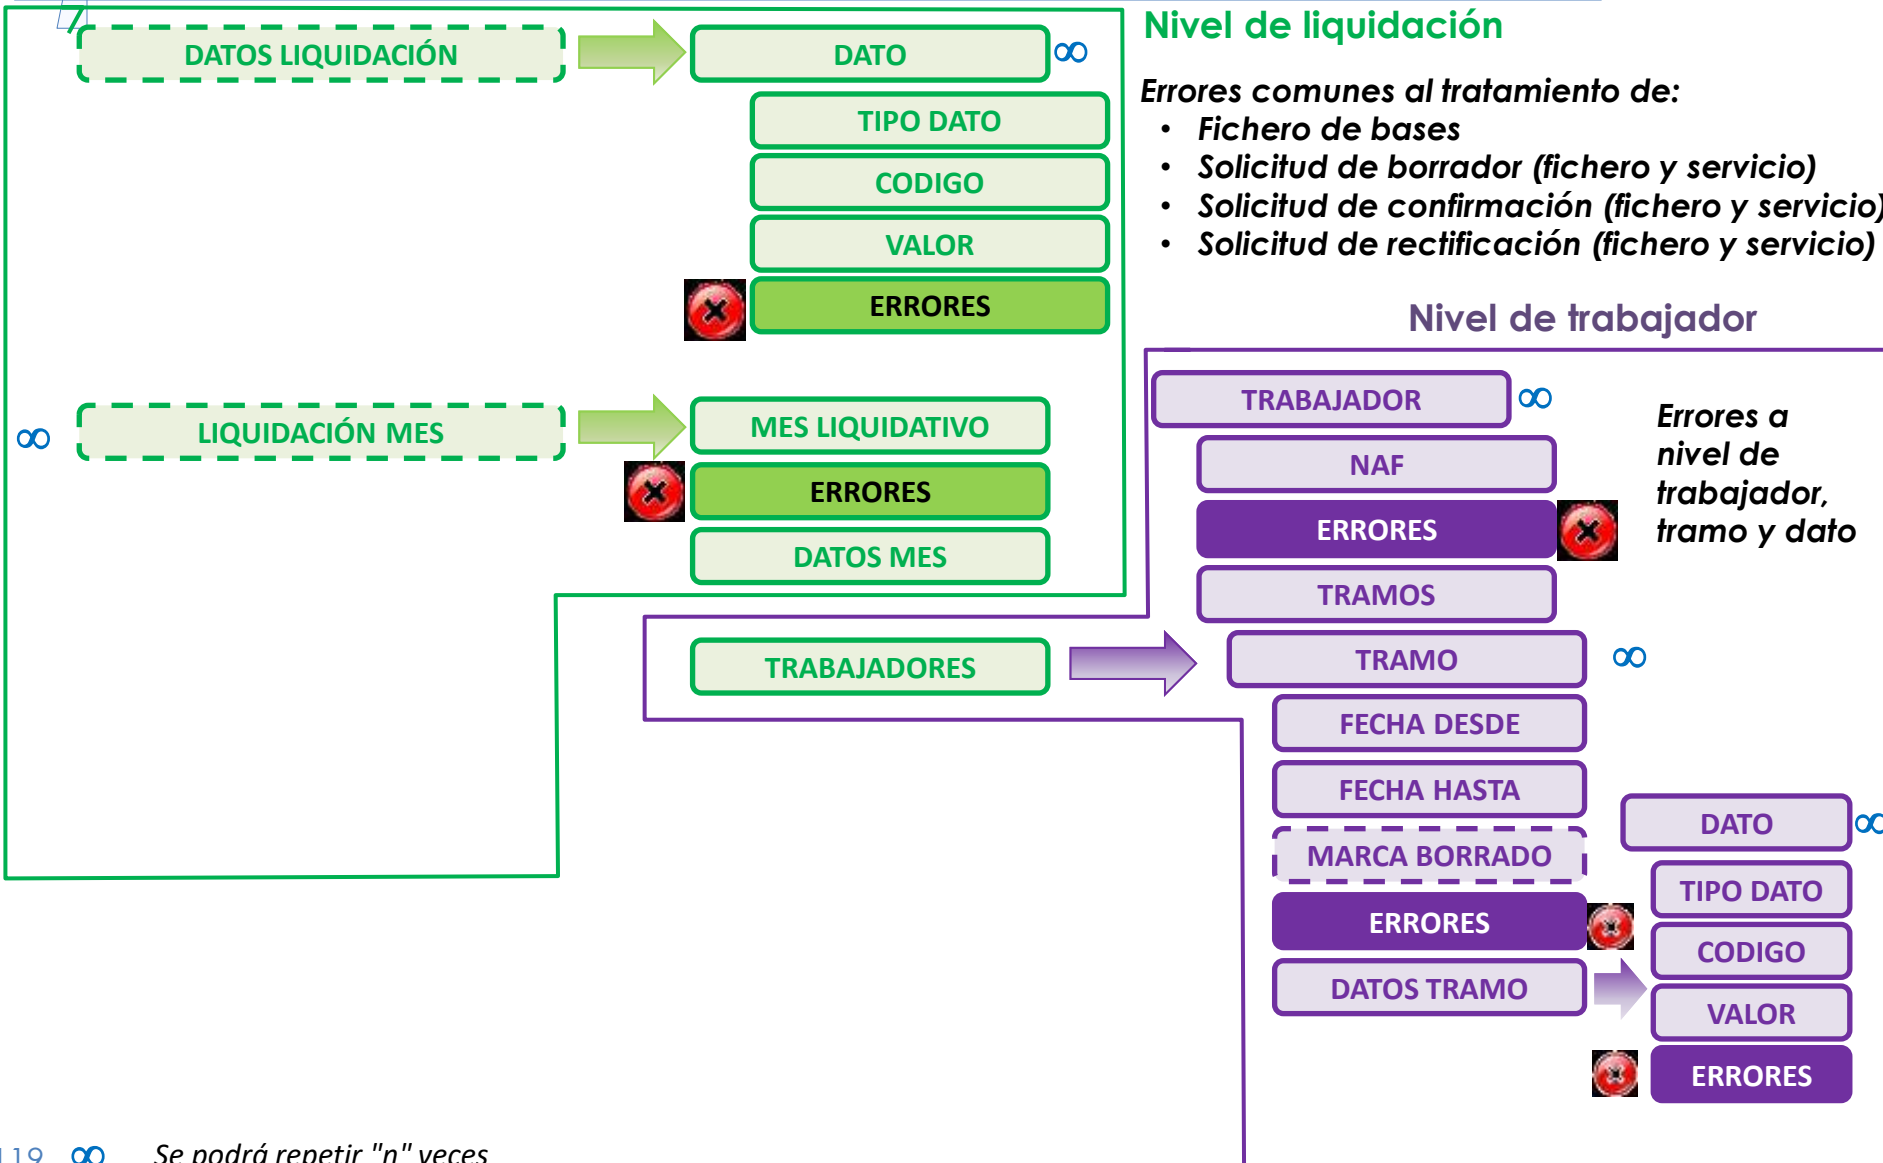 Nivel de liquidación
DATOS LIQUIDACIÓN
DATO
∞
TIPO DATO
CODIGO
VALOR
ERRORES
Errores comunes al tratamiento de:
• Fichero de bases
• Solicitud de borrador (fichero y servicio)
• Solicitud de confirmación (fichero y servicio)
• Solicitud de rectificación (fichero y servicio)
∞
LIQUIDACIÓN MES
MES LIQUIDATIVO
ERRORES
DATOS MES
TRABAJADORES
Nivel de trabajador
TRABAJADOR
∞
NAF
ERRORES
TRAMOS
Errores a
nivel de
trabajador,
tramo y dato
TRAMO
∞
FECHA DESDE
FECHA HASTA
MARCA BORRADO
ERRORES
DATOS TRAMO
DATO
∞
TIPO DATO
CODIGO
VALOR
ERRORES
119
∞ Se podrá repetir "n" veces